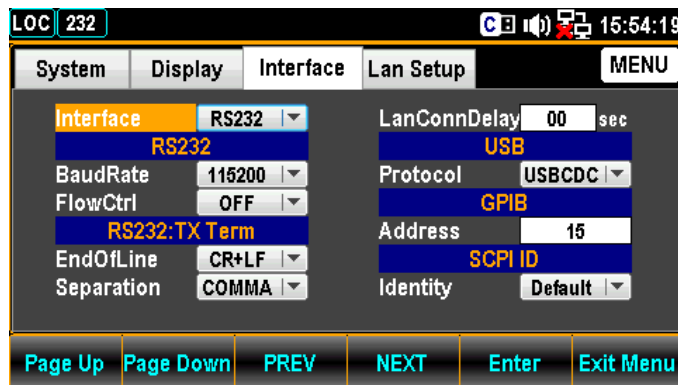 LOC 232 C 15:54:19
System Display Interface Lan Setup MENU
Interface RS232
RS232
BaudRate 115200
FlowCtrl OFF
RS232:TX Term
EndOfLine CR+LF
Separation COMMA
LanConnDelay 00 sec
USB
Protocol USBCDC
GPIB
Address 15
SCPI ID
Identity Default
Page Up Page Down PREV NEXT Enter Exit Menu